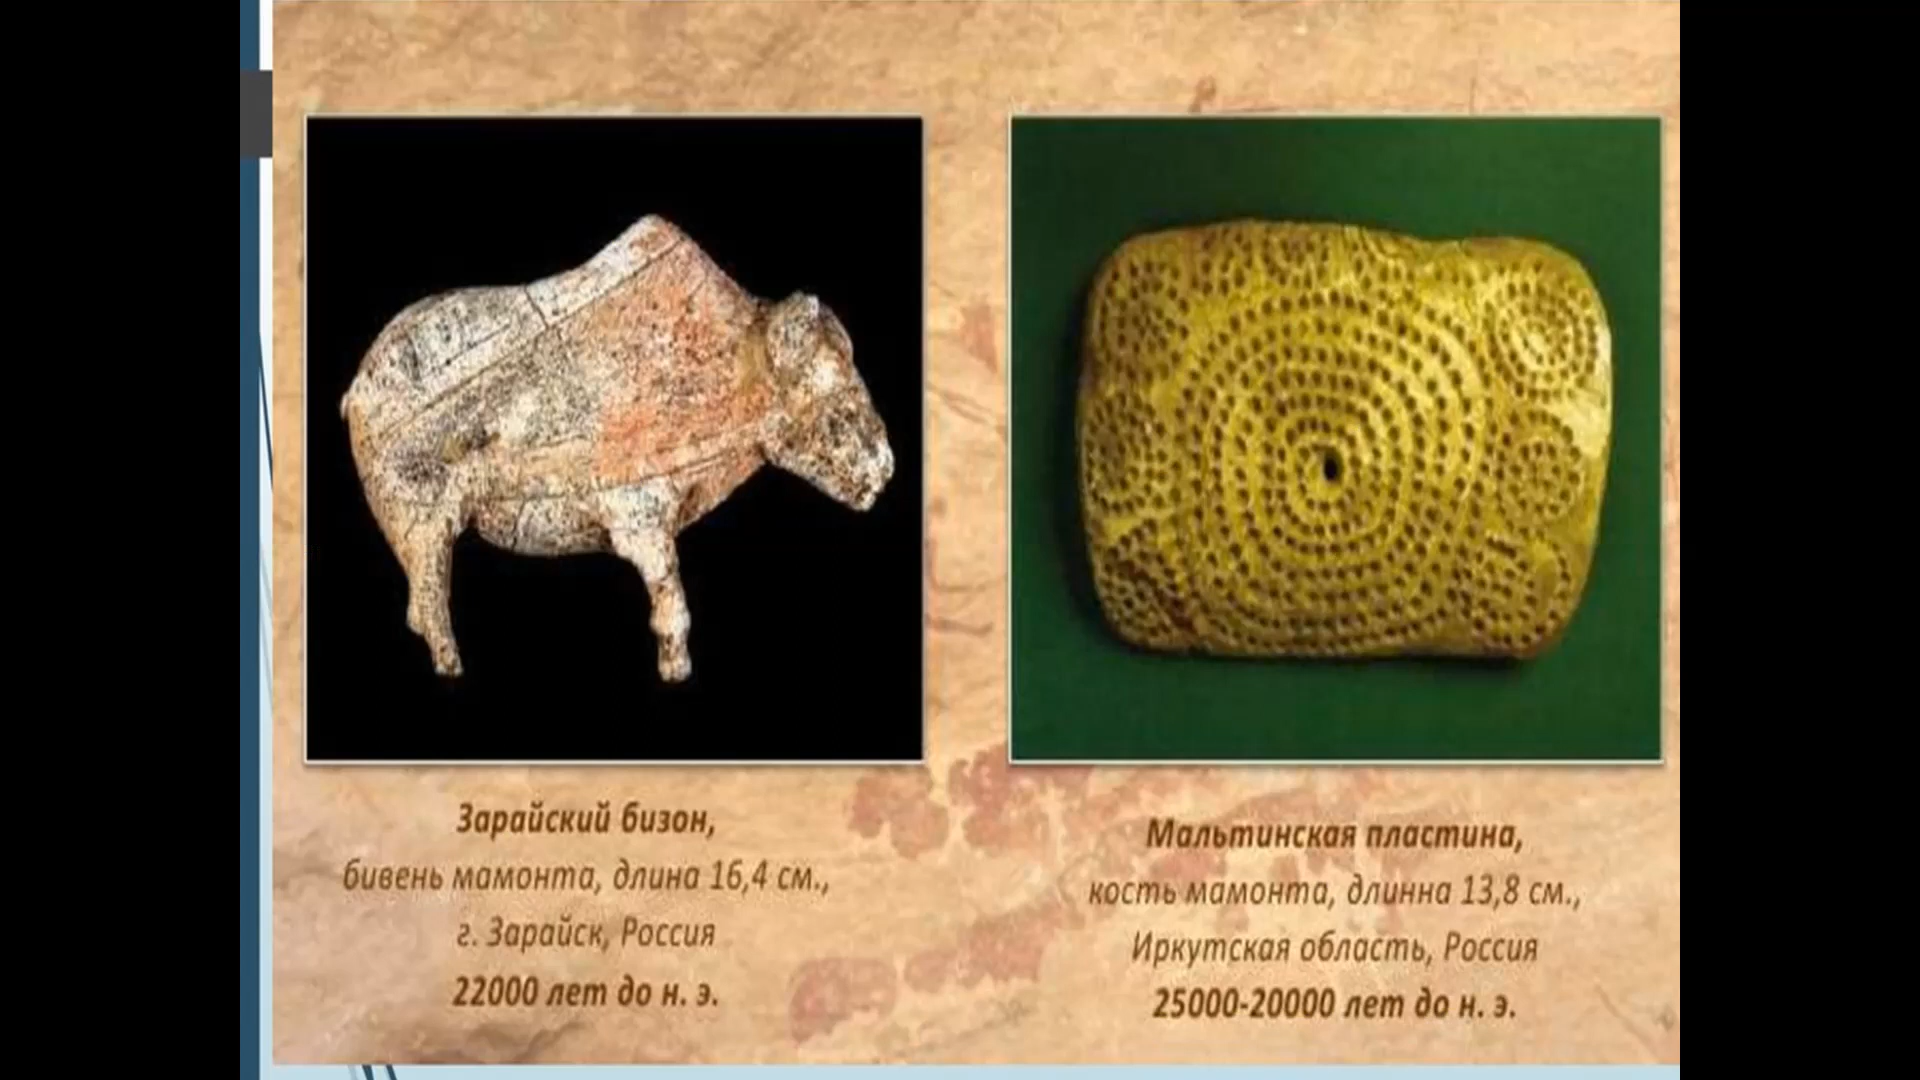 Зарайский бизон,
бивень мамонта, длина 16,4 см.,
г. Зарайск, Россия
22000 лет до н. э.
Мальтинская пластина,
кость мамонта, длинна 13,8 см.,
Иркутская область, Россия
25000-20000 лет до н. э.